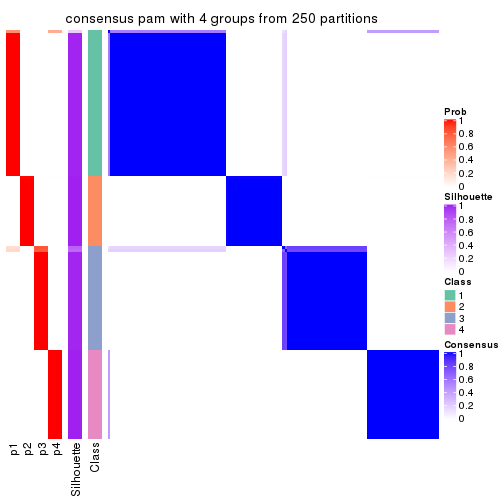 consensus pam with 4 groups from 250 partitions
Prob
1
0.8
0.6
0.4
0.2
0
Silhouette
1
0.8
0.6
0.4
0.2
0
Class
1
2
3
4
Consensus
1
0.8
0.6
0.4
0.2
0
p1
p2
p3
p4
Silhouette
Class